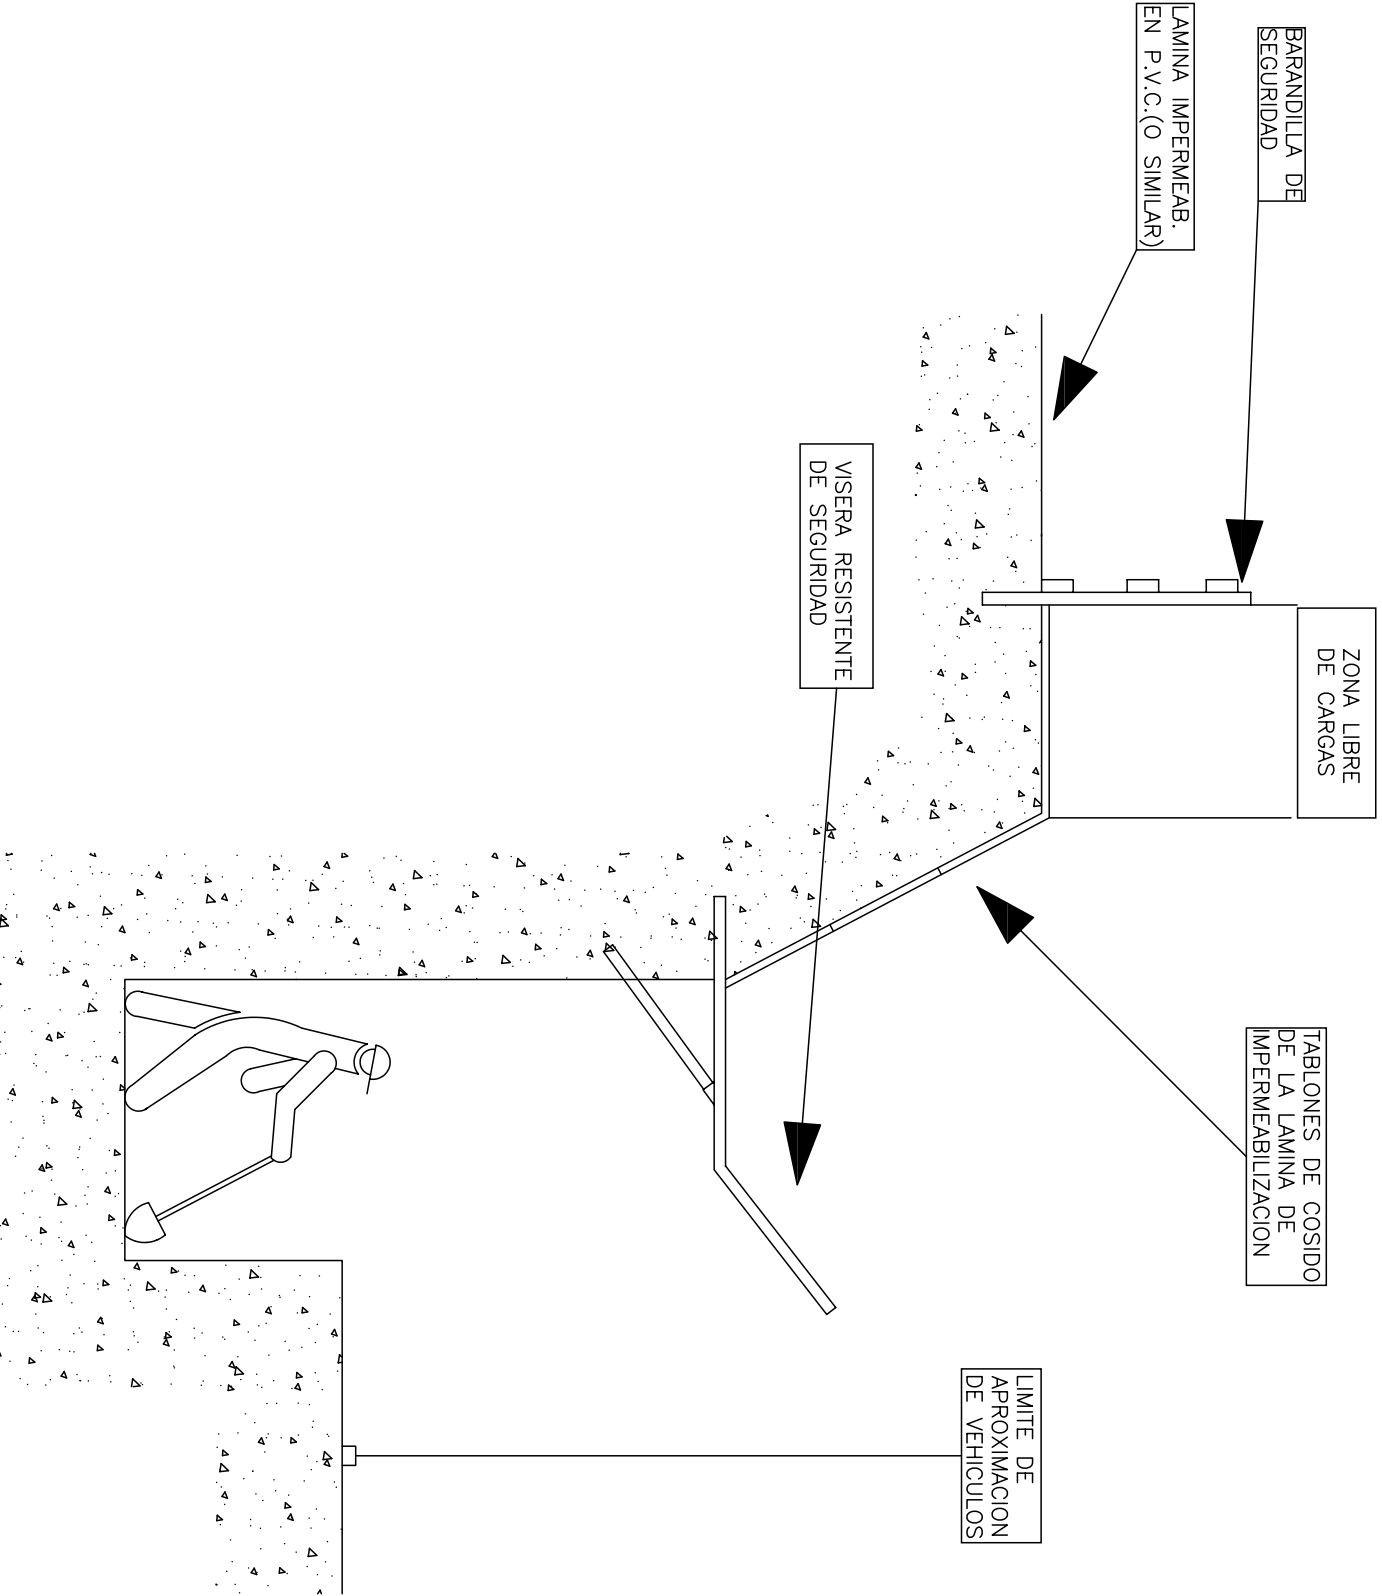 BARANDILLA DE
SEGURIDAD
LAMINA IMPERMEAB.
EN P.V.C.(O SIMILAR)
ZONA LIBRE
DE CARGAS
VISERA RESISTENTE
DE SEGURIDAD
TABLONES DE COSIDO
DE LA LAMINA DE
IMPERMEABILIZACION
LIMITE DE
APROXIMACION
DE VEHICULOS